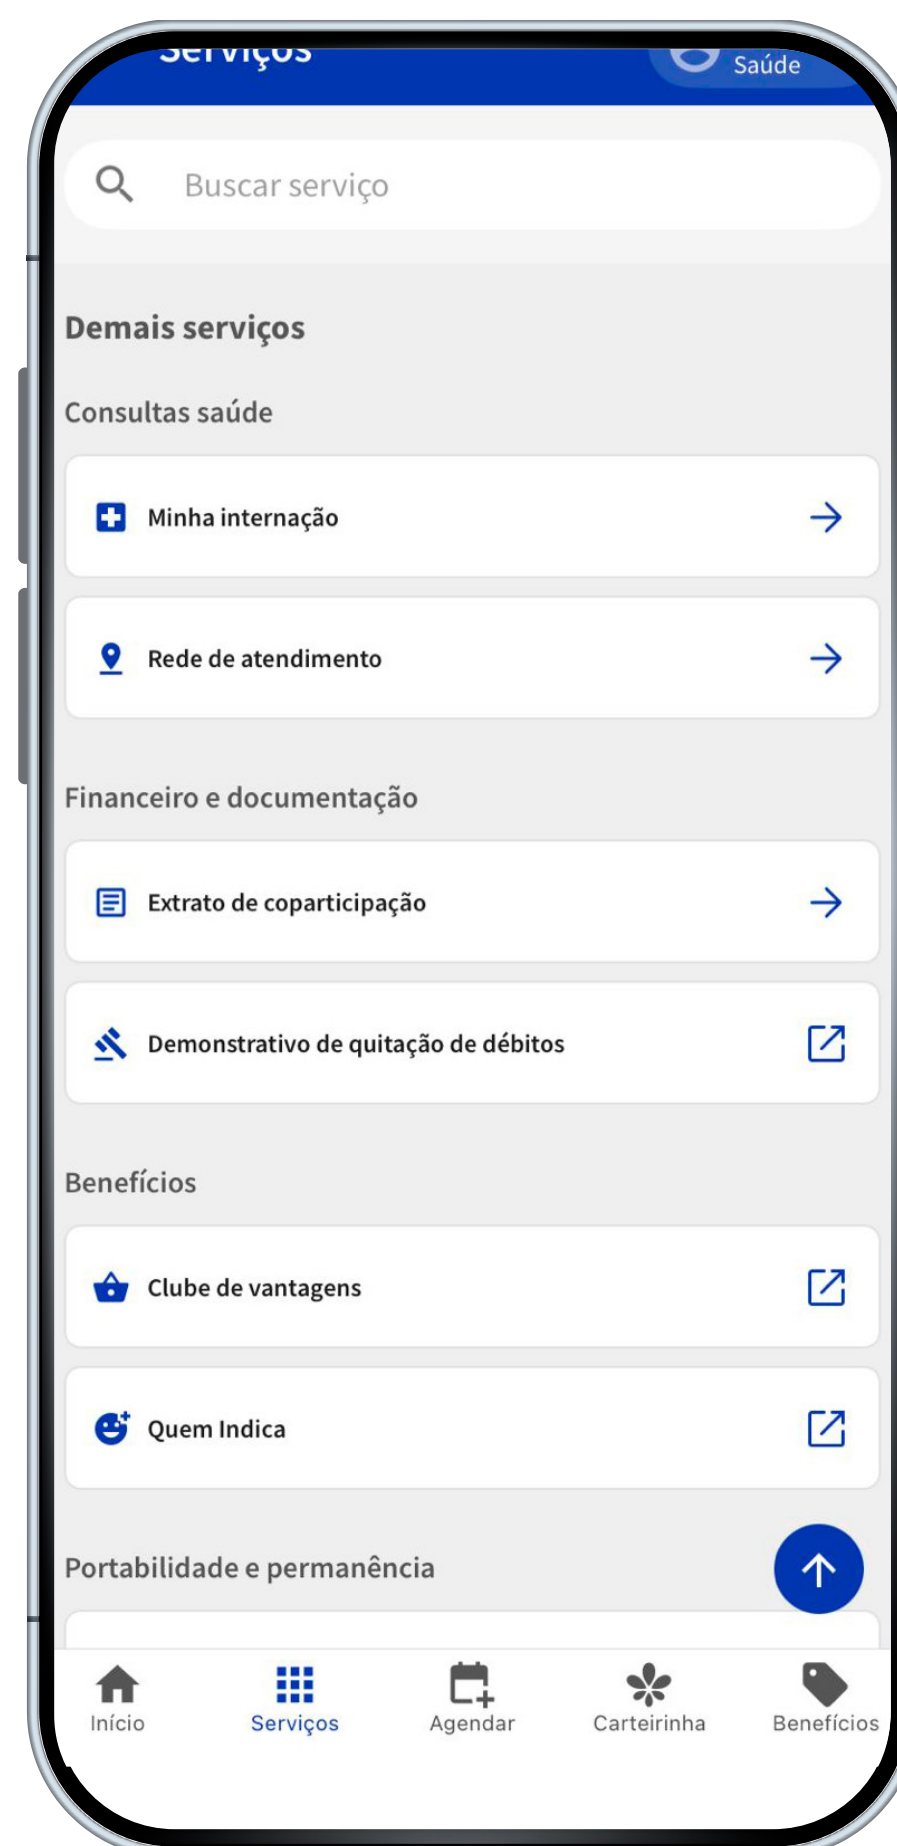 Serviços
Saúde
Buscar serviço
Demais serviços
Consultas saúde
Minha internação
Rede de atendimento
Financeiro e documentação
Extrato de coparticipação
Demonstrativo de quitação de débitos
Benefícios
Clube de vantagens
Quem Indica
Portabilidade e permanência
Início
Serviços
Agendar
Carteirinha
Benefícios